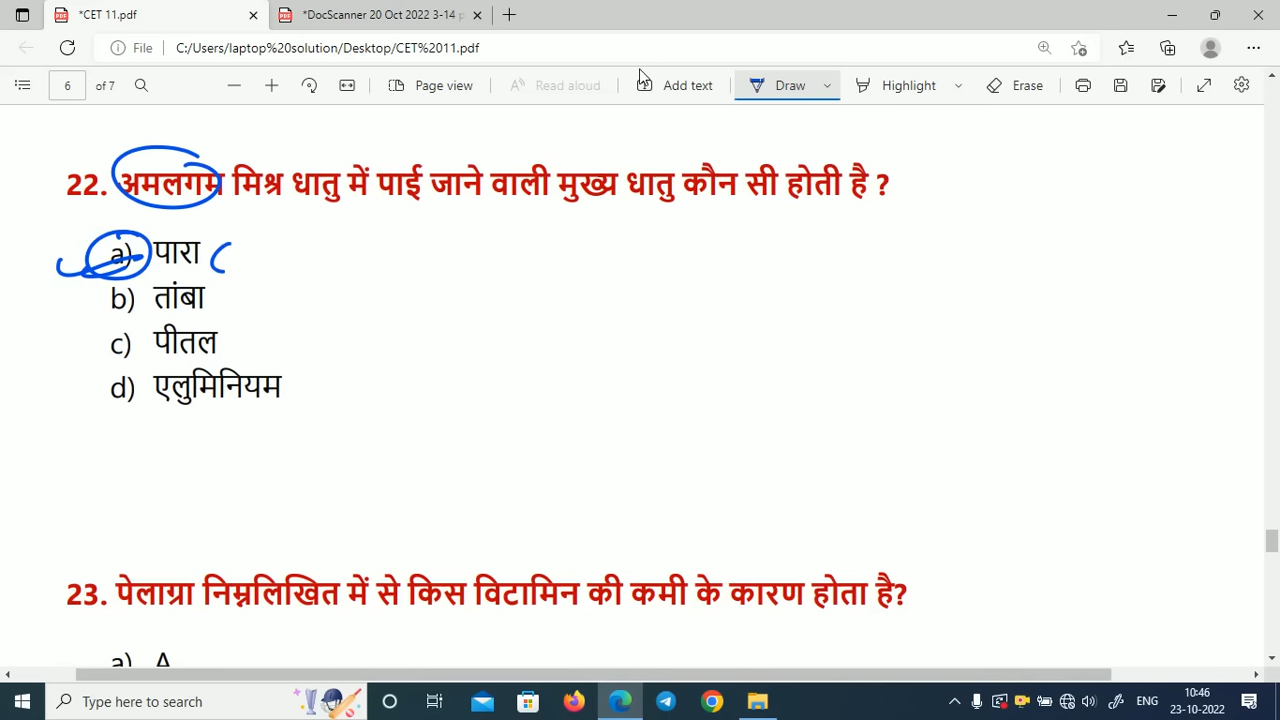 *CET 11.pdf
*DocScanner 20 Oct 2022 3-14 p
File C:/Users/laptop%20solution/Desktop/CET%2011.pdf
6 of 7 Page view Read aloud Add text Draw Highlight Erase
22. अमलगम मिश्र धातु में पाई जाने वाली मुख्य धातु कौन सी होती है ?
a) पारा (
b) तांबा
c) पीतल
d) एलुमिनियम
23. पेलाग्रा निम्नलिखित में से किस विटामिन की कमी के कारण होता है?
a) A
Type here to search ENG 10:46
23-10-2022